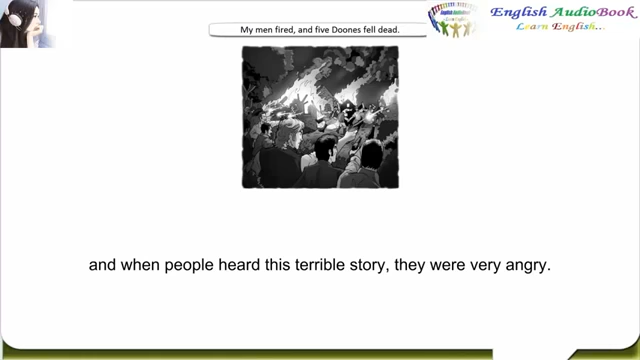 My men fired, and five Doones fell dead.
English AudioBook
Learn English...
and when people heard this terrible story, they were very angry.